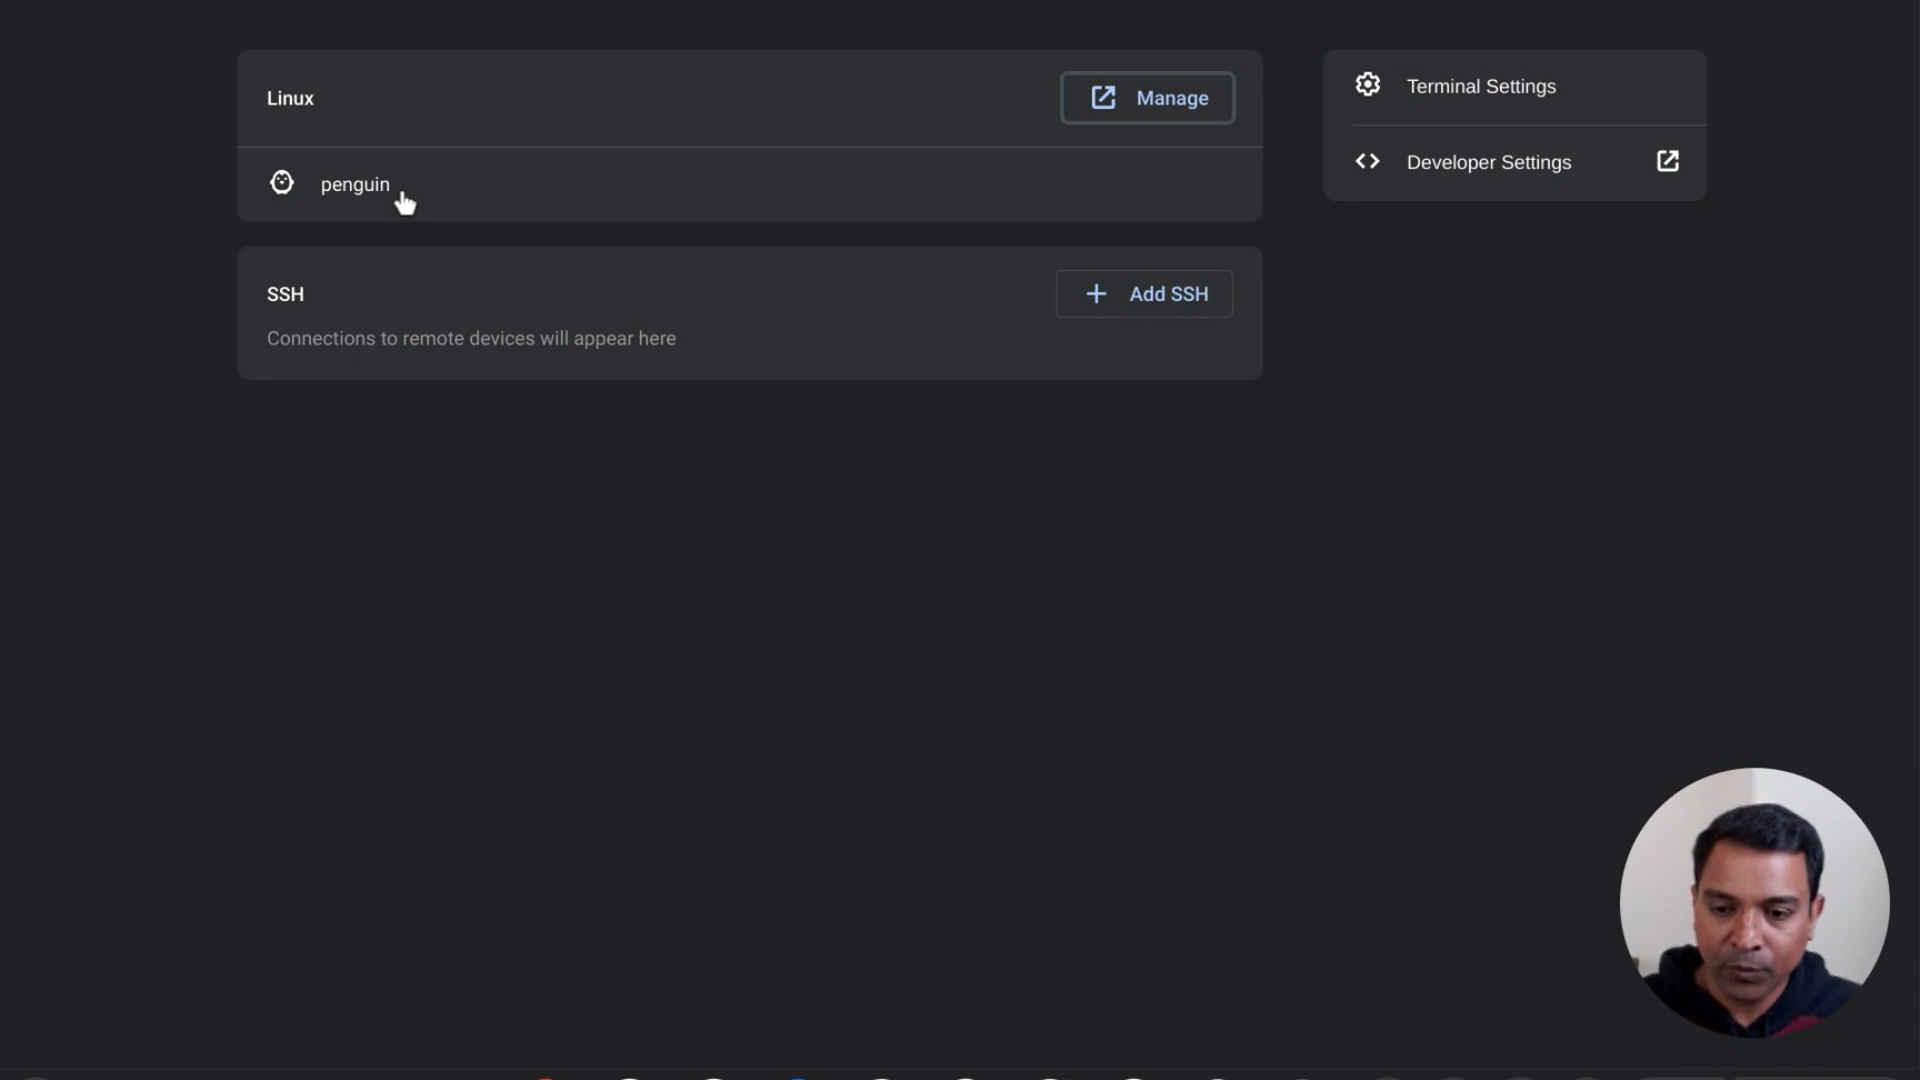 Linux
Manage
penguin
SSH
Add SSH
Connections to remote devices will appear here
Terminal Settings
Developer Settings